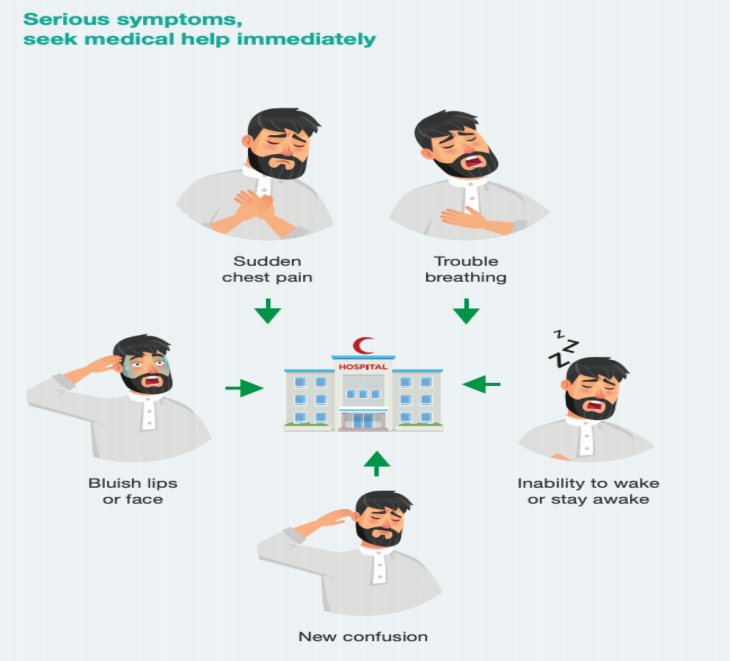 Serious symptoms,
seek medical help immediately
Sudden
chest pain
Trouble
breathing
HOSPITAL
Z
Z
Z
Bluish lips
or face
Inability to wake
or stay awake
New confusion